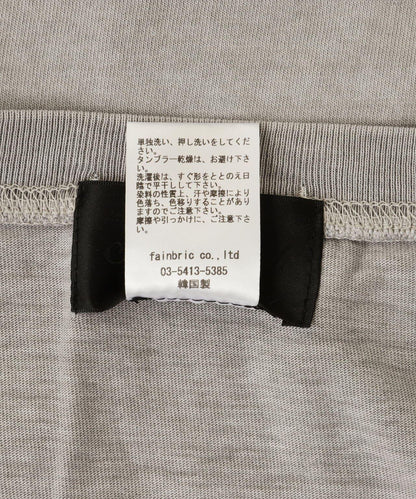 単独洗い、押し洗いをしてくだ
さい。
タンブラー乾燥は、お避け下さ
い。
洗濯後は、すぐ形をととのえ日
陰で平干しして下さい。
染料の性質上、汗や摩擦により
色落ち、色移りすることがあり
ますのでご注意下さい。
摩擦や引っかけに、ご注意下さ
い。
fainbric co.,ltd
03-5413-5385
韓国製